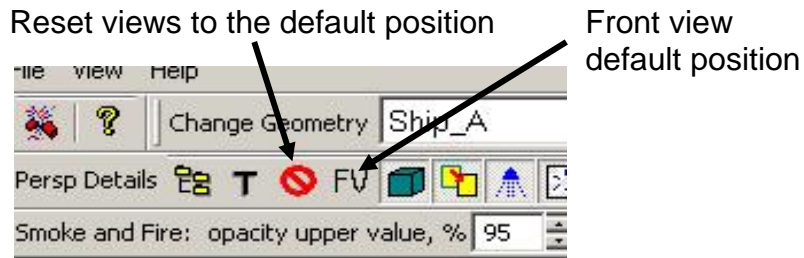 Reset views to the default position
Front view
default position
File View Help
? Change Geometry Ship_A
Persp Details T FV
Smoke and Fire: opacity upper value, % 95